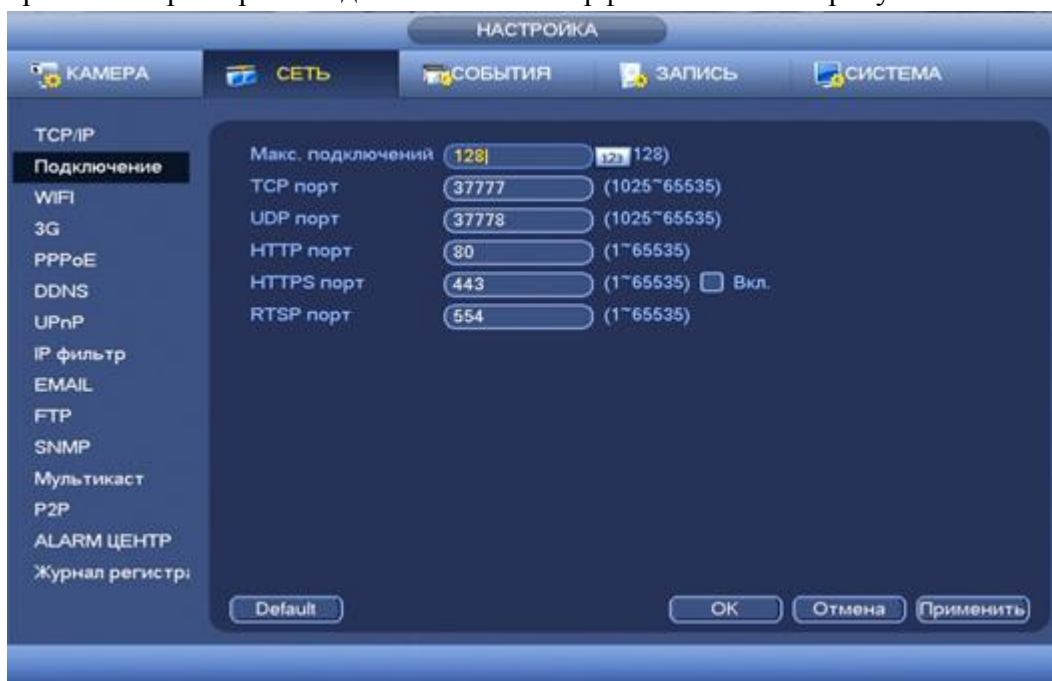 НАСТРОЙКА
КАМЕРА СЕТЬ СОБЫТИЯ ЗАПИСЬ СИСТЕМА
TCP/IP
Подключение
WIFI
3G
PPPoE
DDNS
UPnP
IP фильтр
EMAIL
FTP
SNMP
Мультикаст
P2P
ALARM ЦЕНТР
Журнал регистра
Макс. подключений 128 123 128)
TCP порт 37777 (1025~65535)
UDP порт 37778 (1025~65535)
HTTP порт 80 (1~65535)
HTTPS порт 443 (1~65535) Вкл.
RTSP порт 554 (1~65535)
Default OK Отмена Применить